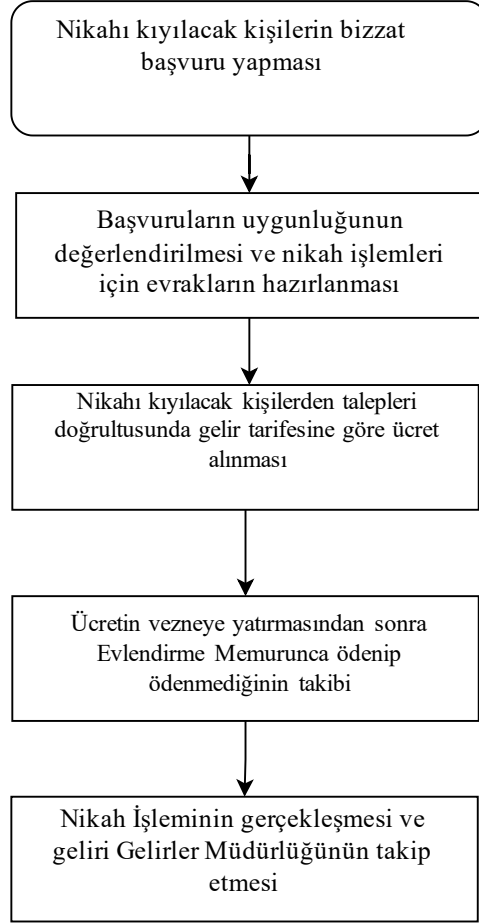 Nikahı kıyılacak kişilerin bizzat
başvuru yapması
Başvuruların uygunluğunun
değerlendirilmesi ve nikah işlemleri
için evrakların hazırlanması
Nikahı kıyılacak kişilerden talepleri
doğrultusunda gelir tarifesine göre ücret
alınması
Ücretin vezneye yatırmasından sonra
Evlendirme Memurunca ödenip
ödenmediğinin takibi
Nikah İşleminin gerçekleşmesi ve
geliri Gelirler Müdürlüğünün takip
etmesi